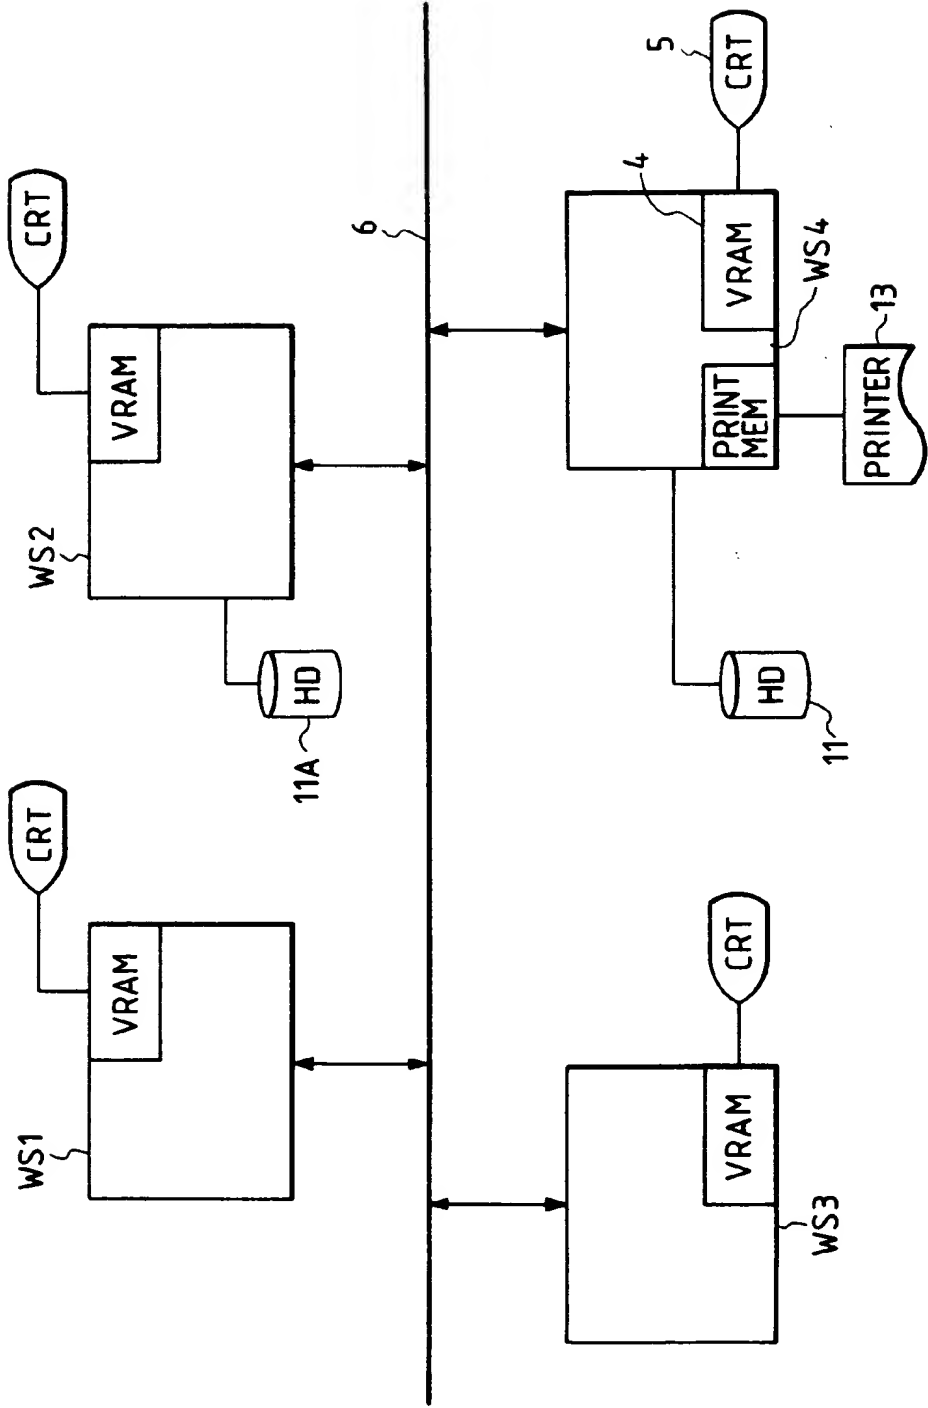 WS1
VRAM
CRT
WS2
VRAM
CRT
11A
HD
6
WS3
VRAM
CRT
11
HD
PRINT
MEM
VRAM
4
CRT
5
WS4
PRINTER
13